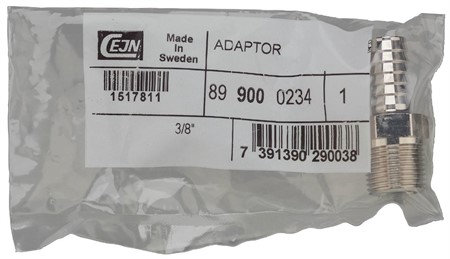 CEJN
Made
In
Sweden
ADAPTOR
1517811
89 900 0234
1
3/8"
7 391390 290038